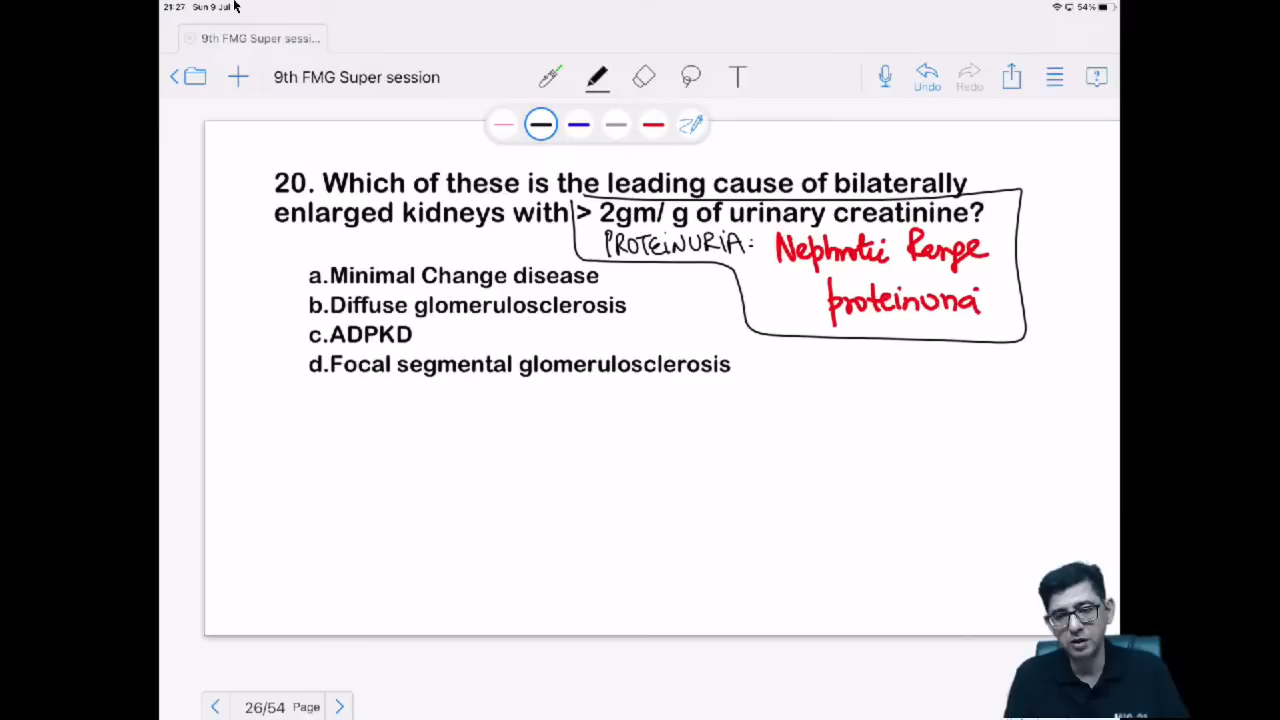 21:27 Sun 9 Jul
54%
9th FMG Super sessi...
9th FMG Super session
Undo
Redo
20. Which of these is the leading cause of bilaterally
enlarged kidneys with > 2gm/ g of urinary creatinine?
PROTEINURIA: Nephrotic Range
proteinuria
a.Minimal Change disease
b.Diffuse glomerulosclerosis
c.ADPKD
d.Focal segmental glomerulosclerosis
26/54 Page